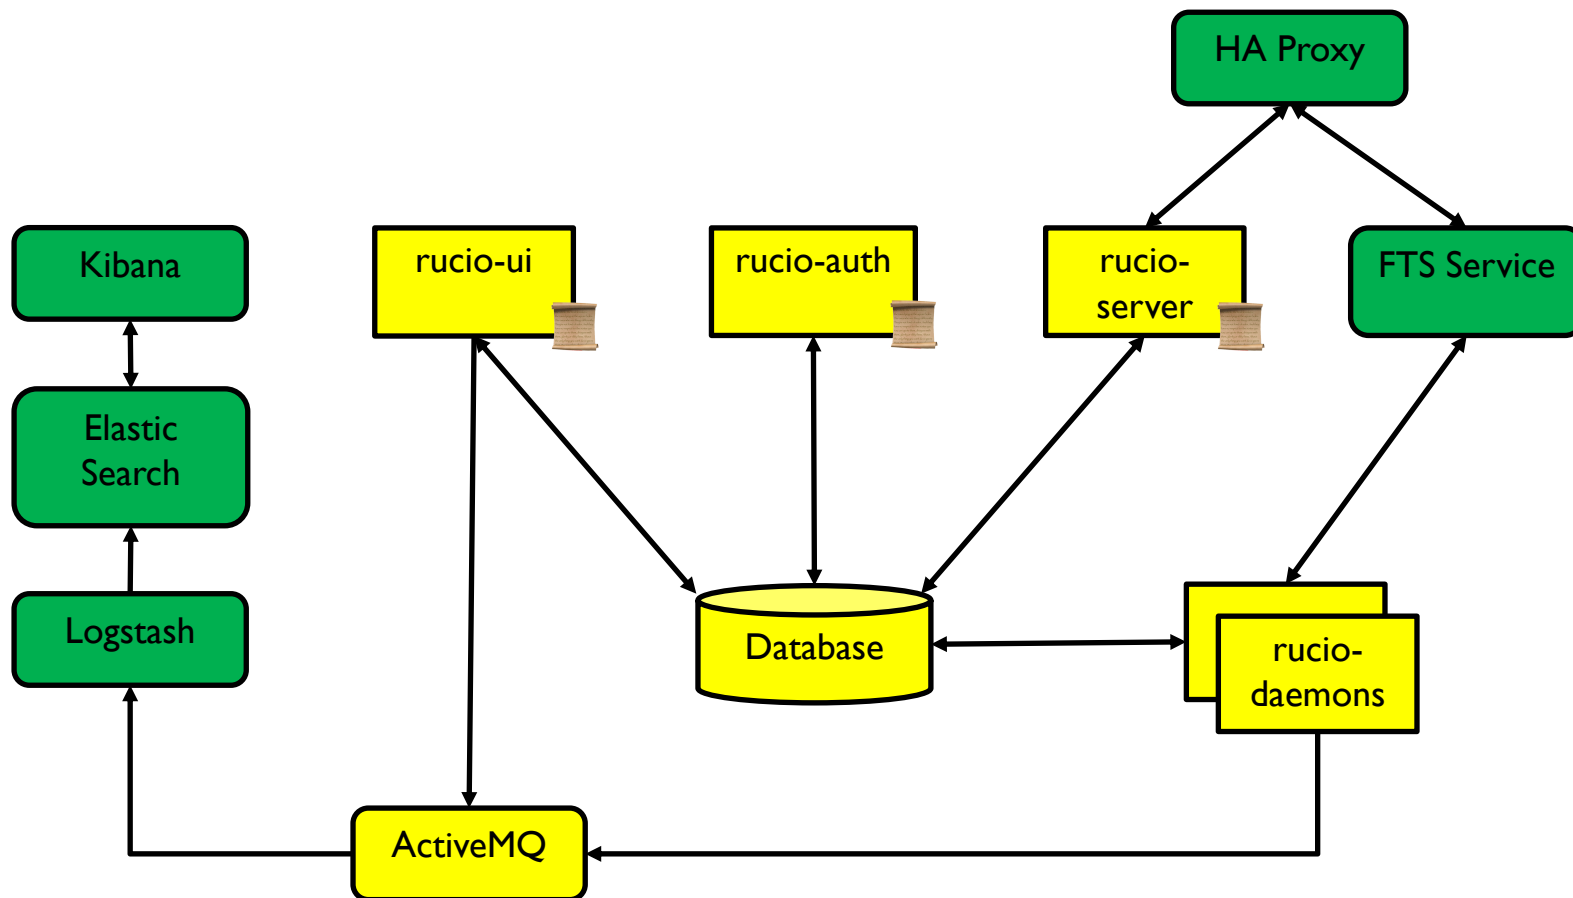 HA Proxy
Kibana
rucio-ui
rucio-auth
rucio-
server
FTS Service
Elastic
Search
Logstash
Database
rucio-
daemons
ActiveMQ